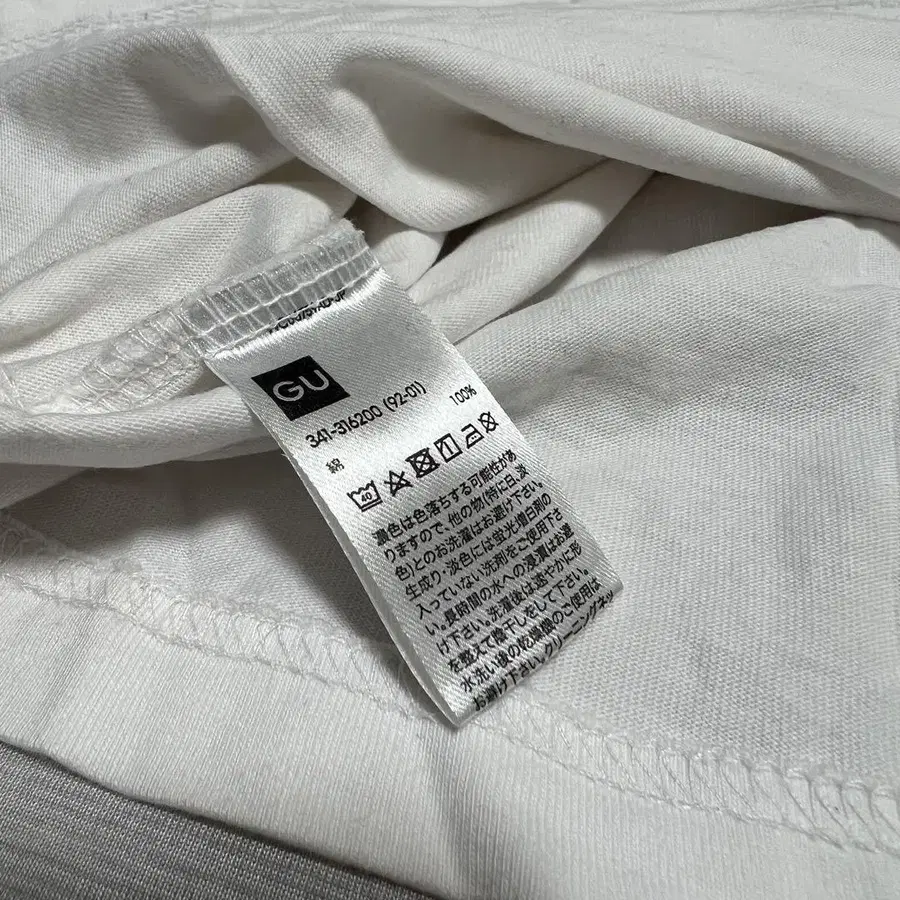 GU
341-316200 (92-01)
綿 100%
40
濃色は色落ちする可能性があ
りますので、他の物(特に白、淡
色)とのお洗濯はお避け下さい。
生成り・淡色には蛍光増白剤の
入っていない洗剤をご使用下さ
い。長時間の水への浸漬はお避
け下さい。洗濯後は速やかに形
を整えて陰干しをして下さい。
水洗い後の乾燥機のご使用は
お避け下さい。クリーニングネッ